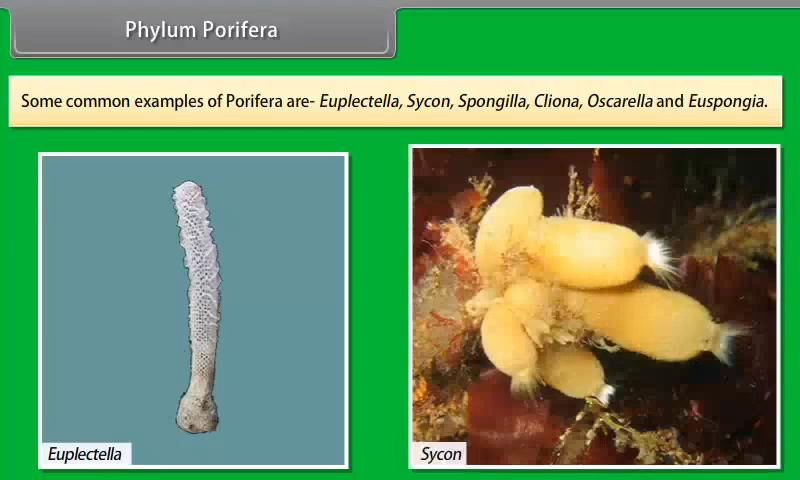 Phylum Porifera
Some common examples of Porifera are- Euplectella, Sycon, Spongilla, Cliona, Oscarella and Euspongia.
Euplectella
Sycon